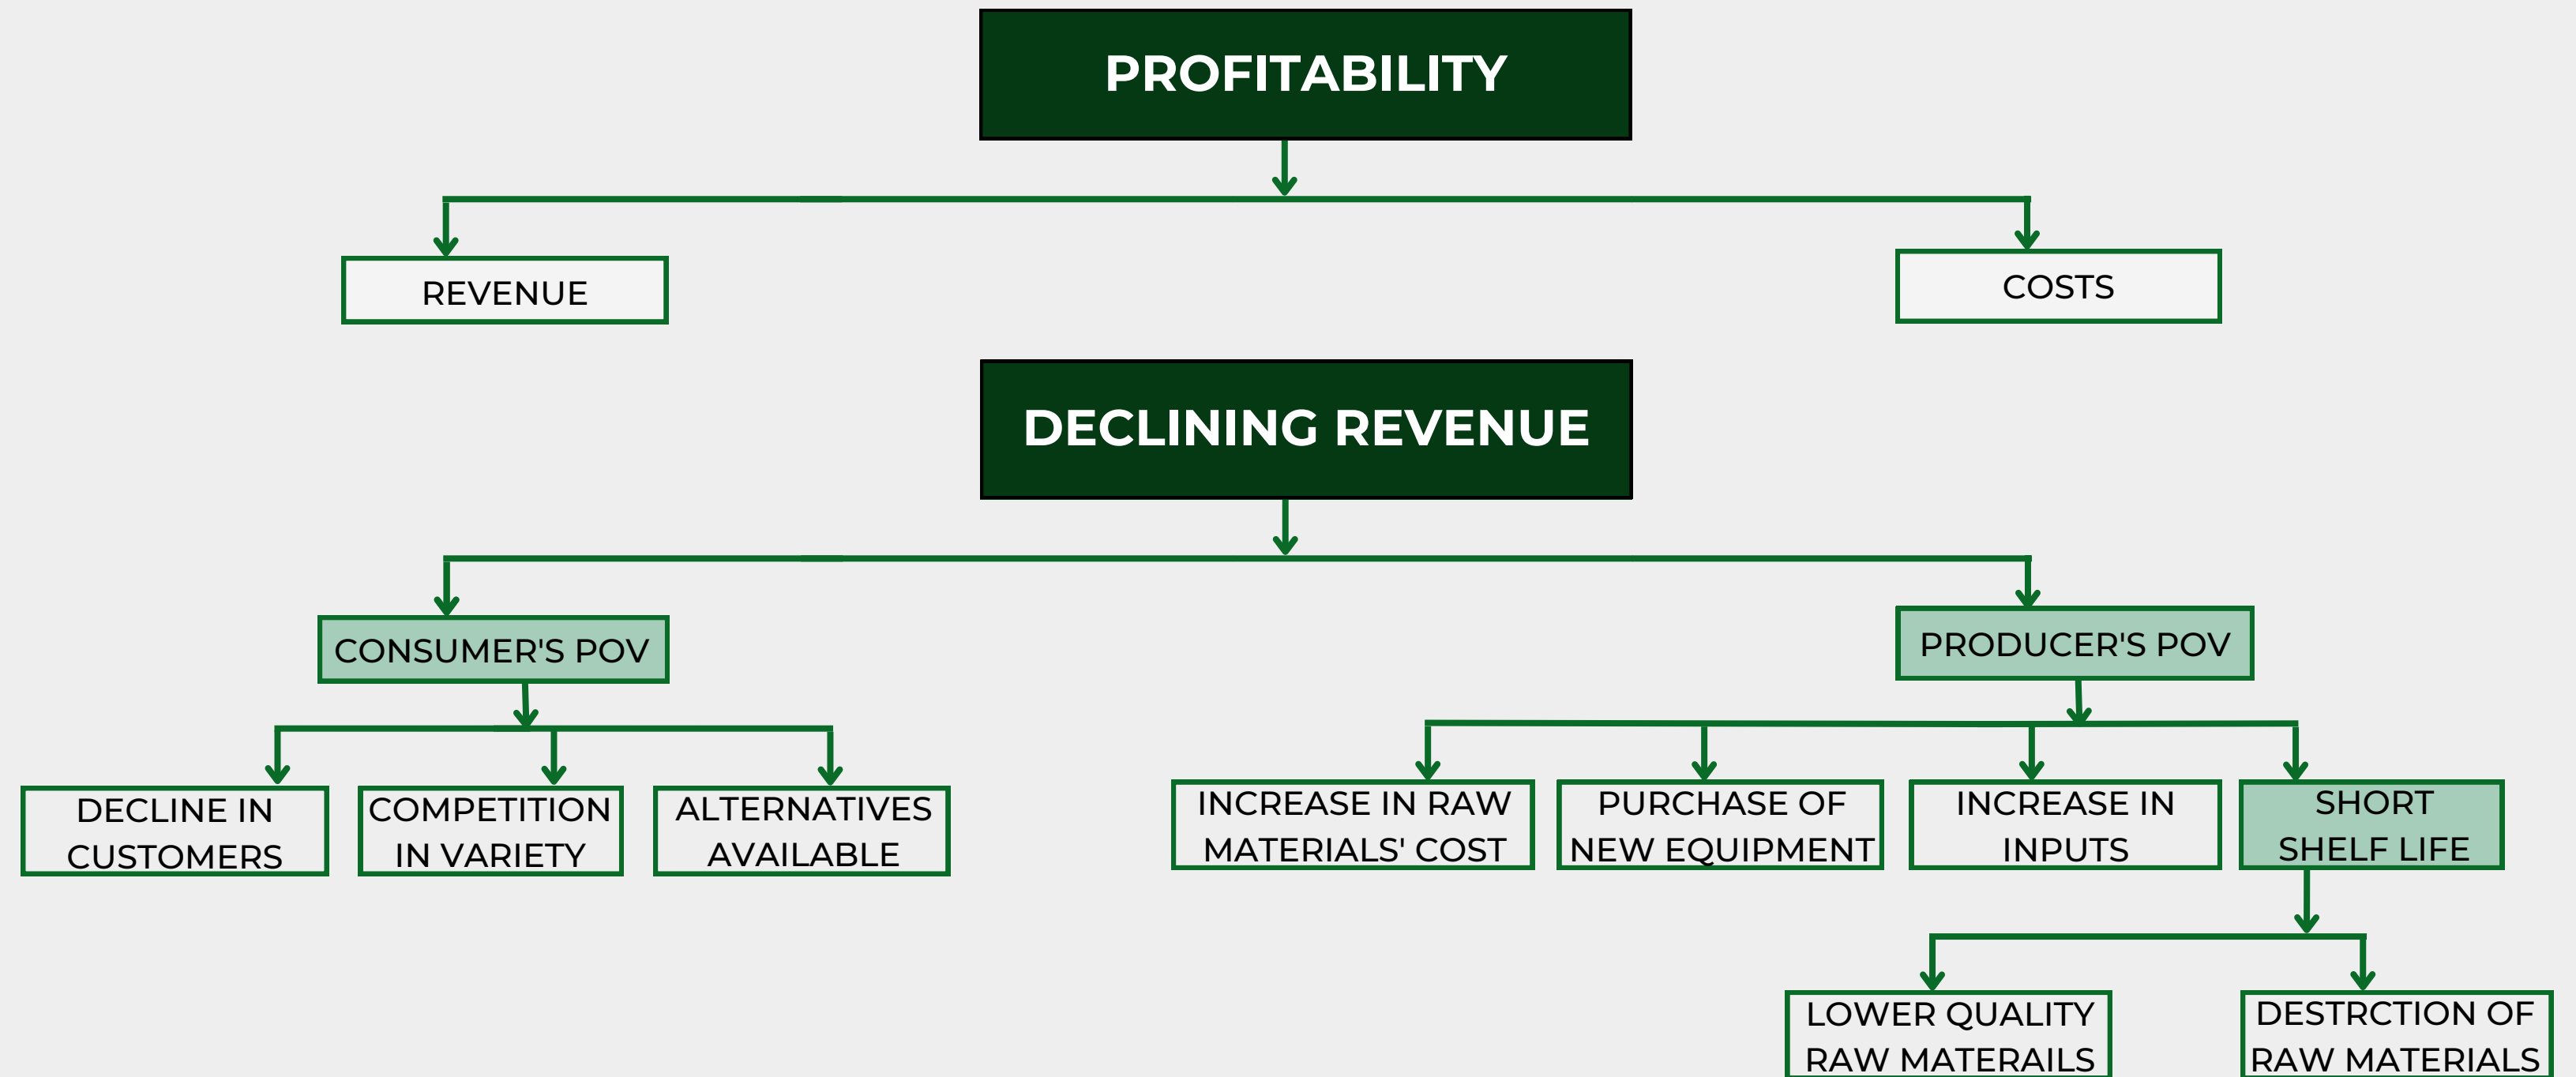 PROFITABILITY
REVENUE
COSTS
DECLINING REVENUE
CONSUMER'S POV
PRODUCER'S POV
DECLINE IN
CUSTOMERS
COMPETITION
IN VARIETY
ALTERNATIVES
AVAILABLE
INCREASE IN RAW
MATERIALS' COST
PURCHASE OF
NEW EQUIPMENT
INCREASE IN
INPUTS
SHORT
SHELF LIFE
LOWER QUALITY
RAW MATERAILS
DESTRCTION OF
RAW MATERIALS